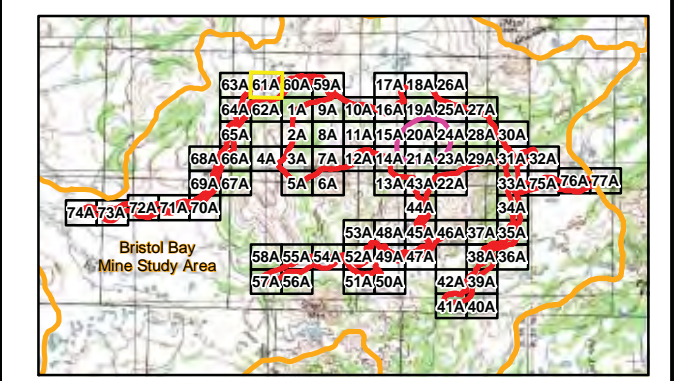 63A 61A 60A 59A 17A 18A 26A
64A 62A 1A 9A 10A 16A 19A 25A 27A
65A 2A 8A 11A 15A 20A 24A 28A 30A
68A 66A 4A 3A 7A 12A 14A 21A 23A 29A 31A 32A
69A 67A 5A 6A 13A 43A 22A 33A 75A 76A 77A
74A 73A 72A 71A 70A 44A 34A
53A 48A 45A 46A 37A 35A
Bristol Bay
Mine Study Area
58A 55A 54A 52A 49A 47A 38A 36A
57A 56A 51A 50A 42A 39A
41A 40A